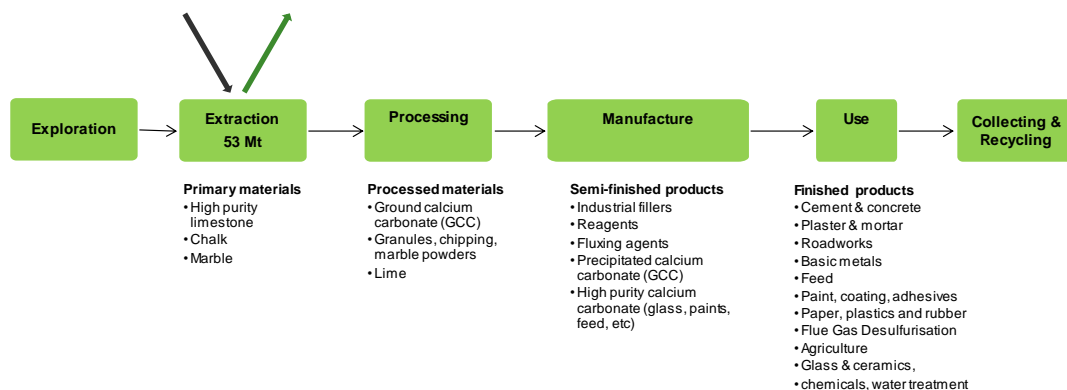 Exploration
Extraction
53 Mt
Processing
Manufacture
Use
Collecting &
Recycling
Primary materials
• High purity
limestone
• Chalk
• Marble
Processed materials
• Ground calcium
carbonate (GCC)
• Granules, chipping,
marble powders
• Lime
Semi-finished products
• Industrial fillers
• Reagents
• Fluxing agents
• Precipitated calcium
carbonate (GCC)
• High purity calcium
carbonate (glass, paints,
feed, etc)
Finished products
• Cement & concrete
• Plaster & mortar
• Roadworks
• Basic metals
• Feed
• Paint, coating, adhesives
• Paper, plastics and rubber
• Flue Gas Desulfurisation
• Agriculture
• Glass & ceramics,
• chemicals, water treatment